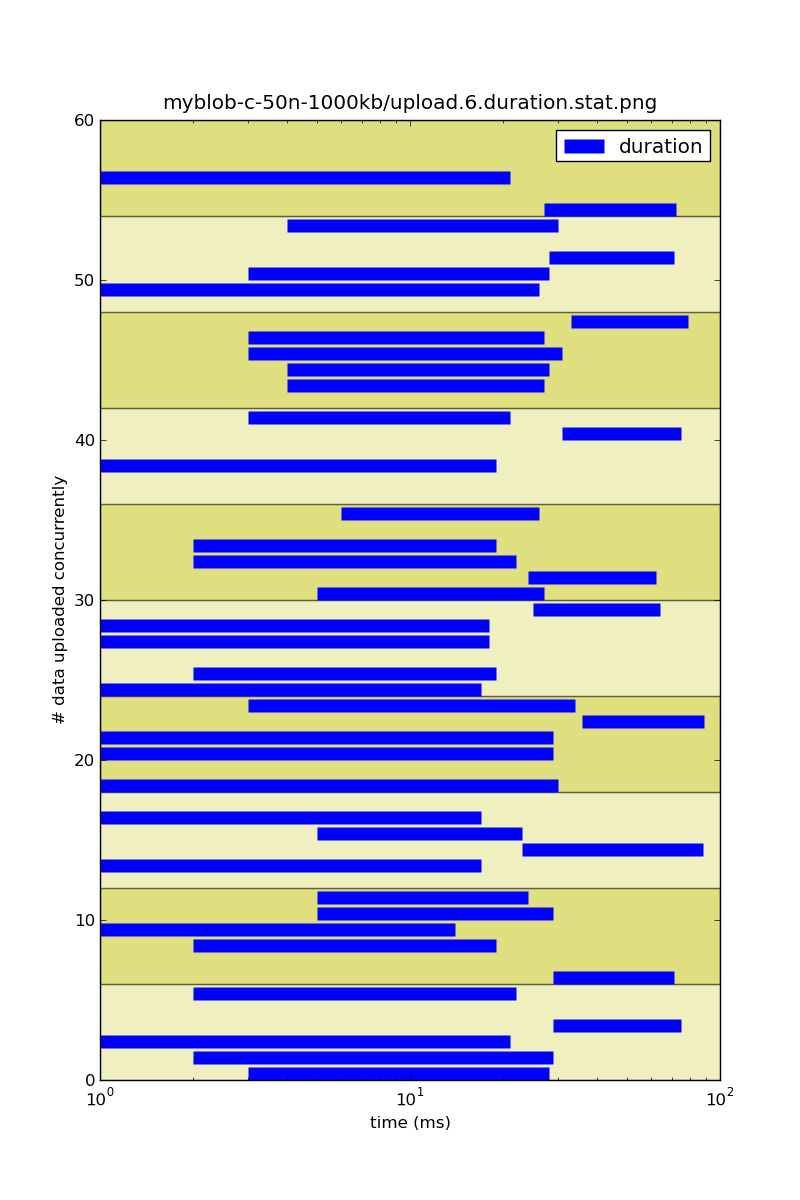 myblob-c-50n-1000kb/upload.6.duration.stat.png
duration
60
50
40
30
20
10
0
# data uploaded concurrently
10^0 10^1 10^2
time (ms)